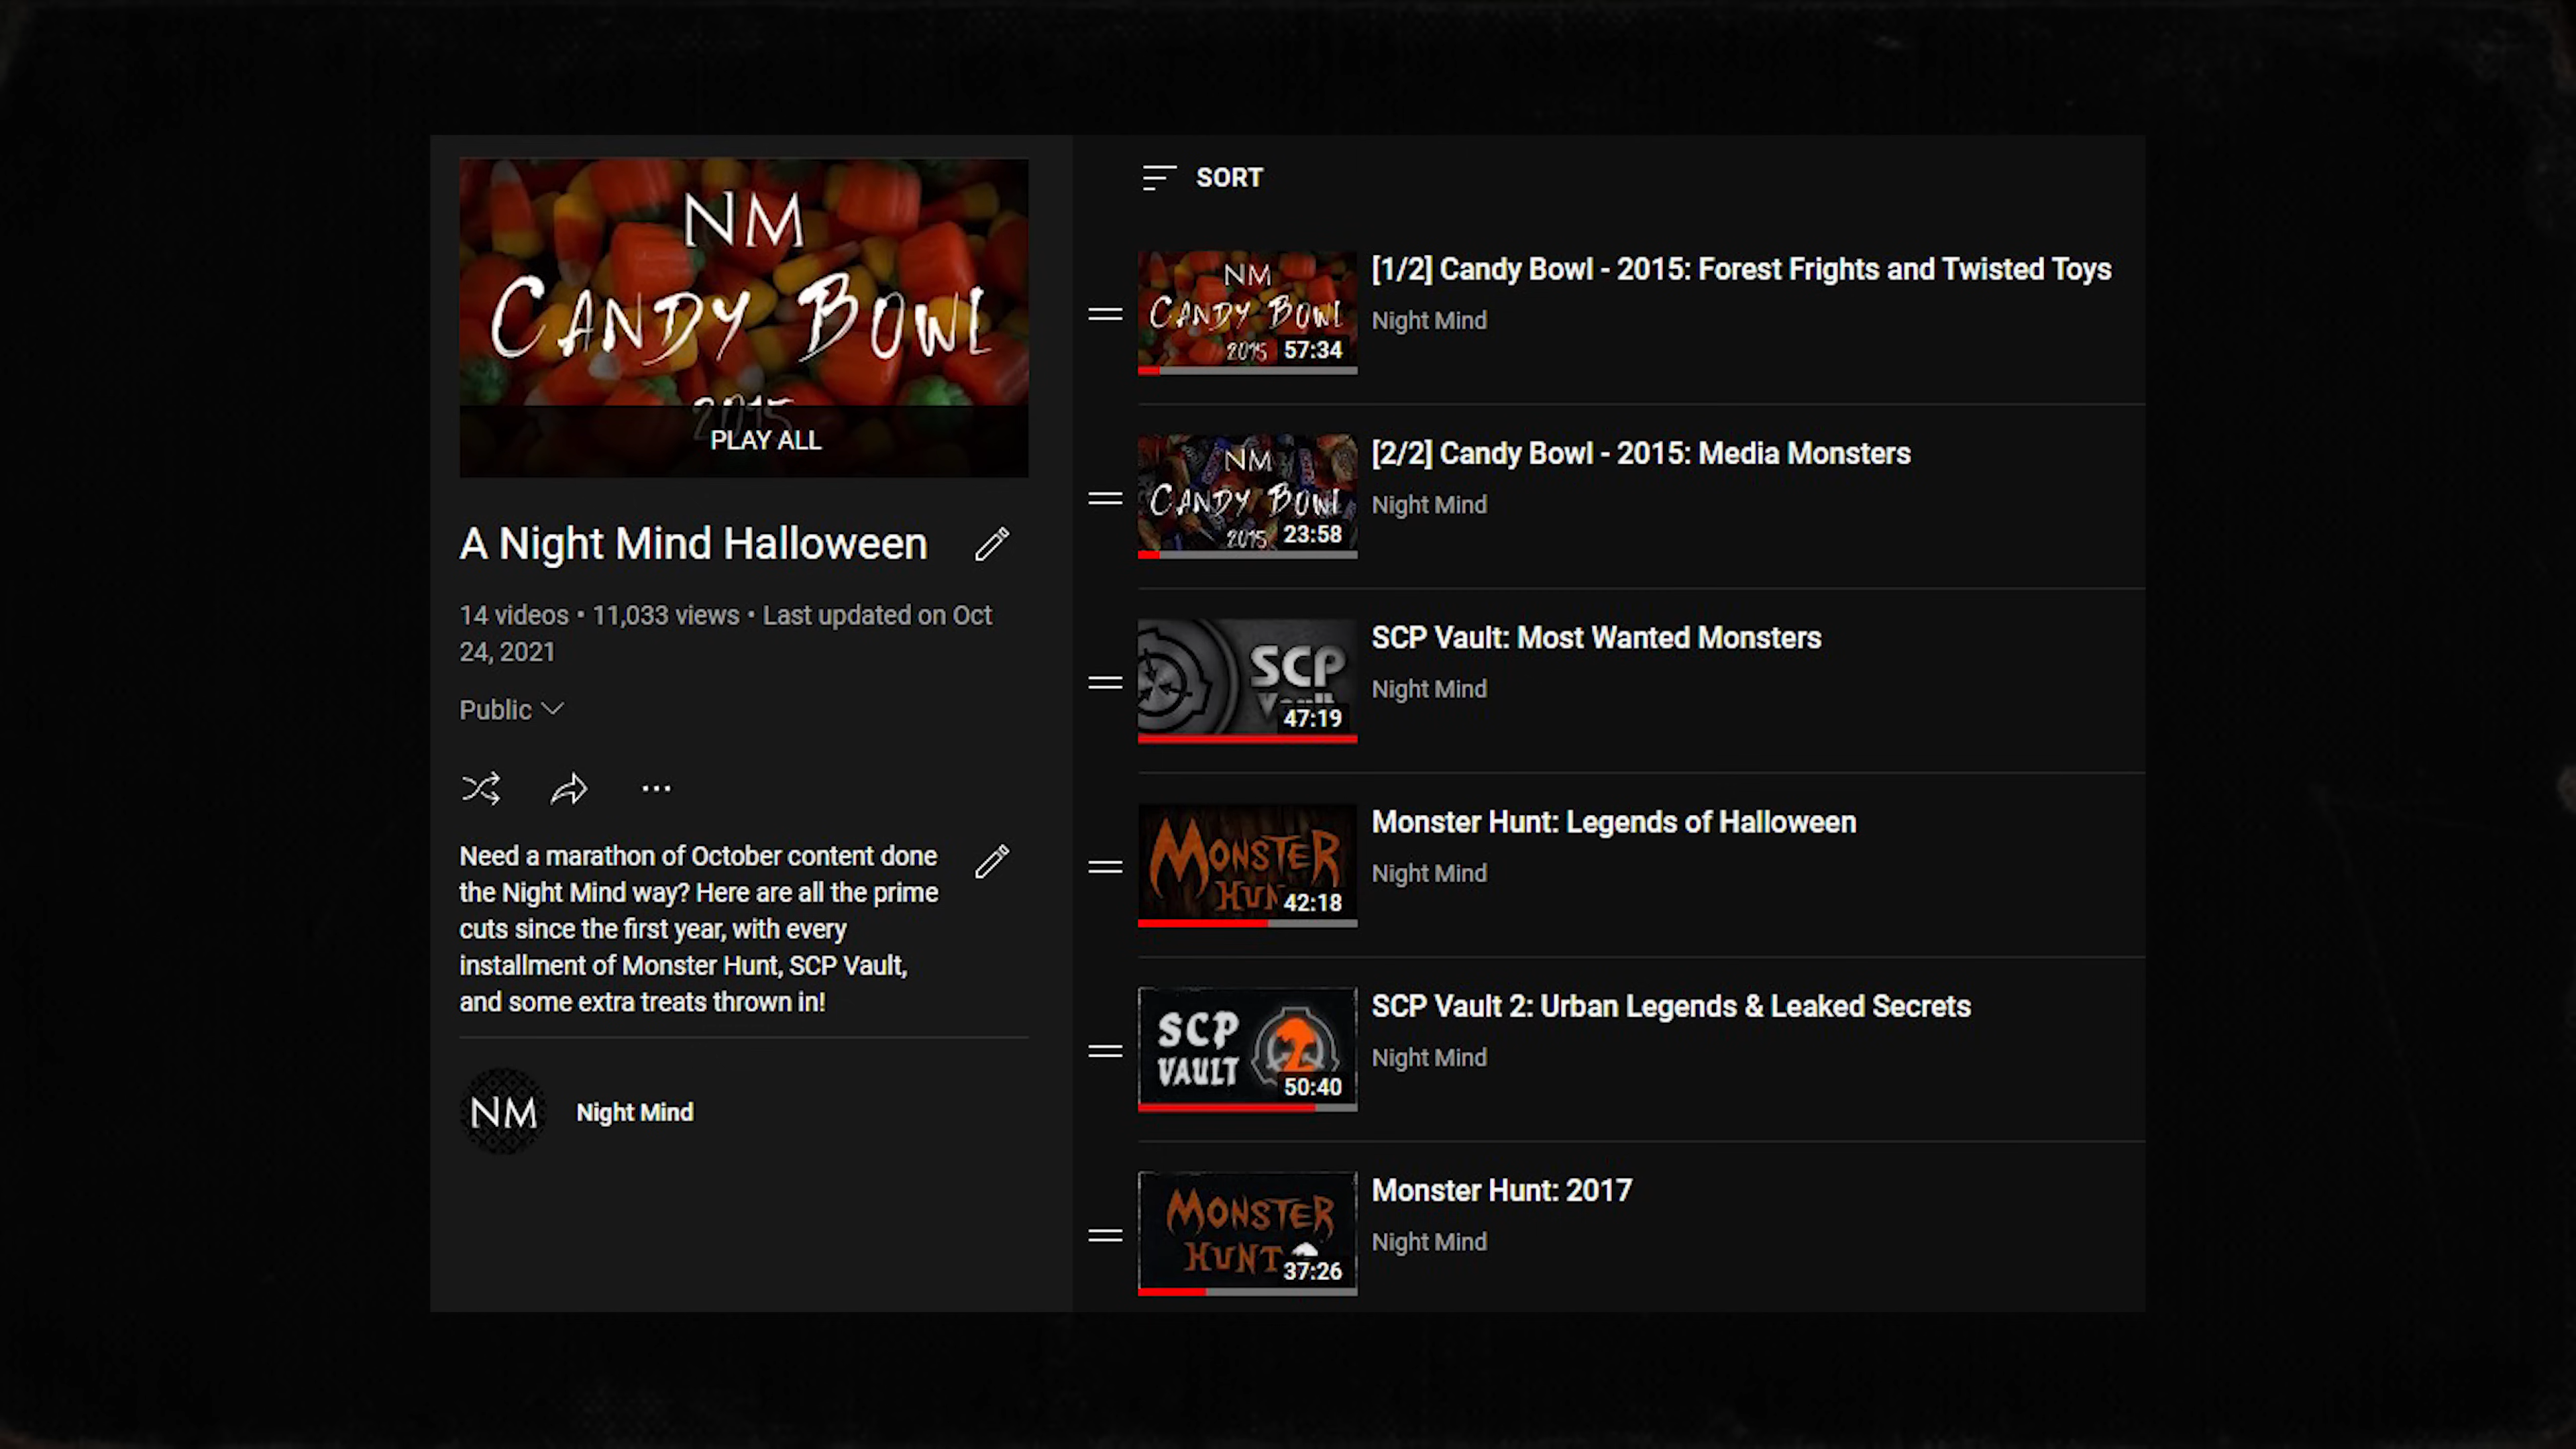 NM
CANDY BOWL
2015
PLAY ALL
A Night Mind Halloween
14 videos • 11,033 views • Last updated on Oct
24, 2021
Public
Need a marathon of October content done
the Night Mind way? Here are all the prime
cuts since the first year, with every
installment of Monster Hunt, SCP Vault,
and some extra treats thrown in!
NM
Night Mind
SORT
NM
CANDY BOWL
2015
57:34
[1/2] Candy Bowl - 2015: Forest Frights and Twisted Toys
Night Mind
NM
CANDY BOWL
2015
23:58
[2/2] Candy Bowl - 2015: Media Monsters
Night Mind
SCP
Vault
47:19
SCP Vault: Most Wanted Monsters
Night Mind
MONSTER
HUN
42:18
Monster Hunt: Legends of Halloween
Night Mind
SCP
VAULT
2
50:40
SCP Vault 2: Urban Legends & Leaked Secrets
Night Mind
MONSTER
HUNT
37:26
Monster Hunt: 2017
Night Mind